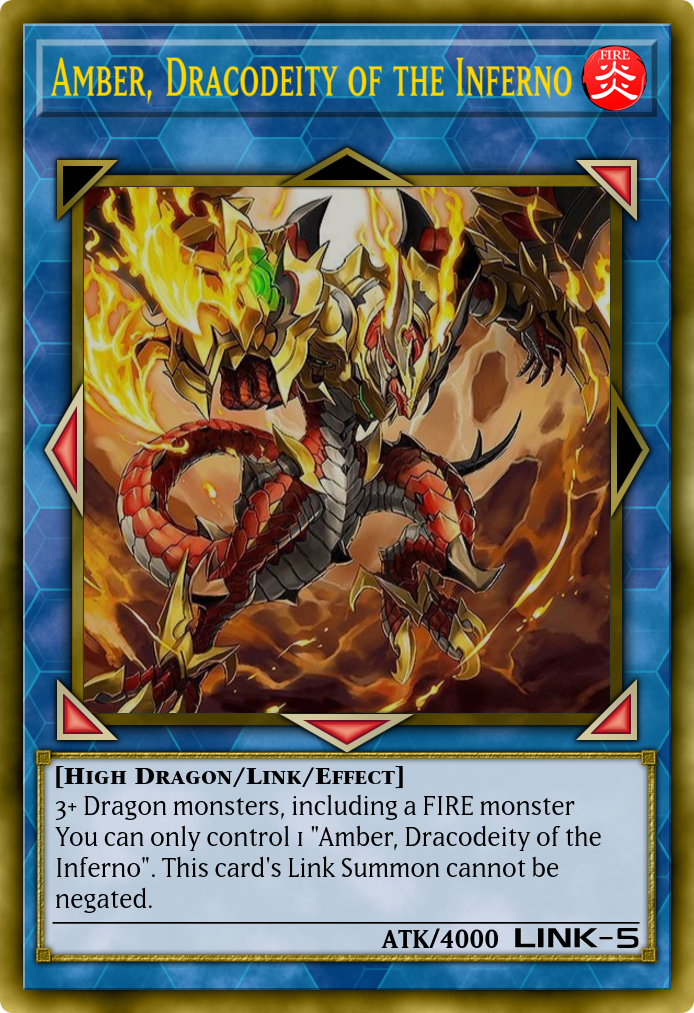 Amber, Dracodeity of the Inferno
FIRE
炎
[High Dragon/Link/Effect]
3+ Dragon monsters, including a FIRE monster
You can only control 1 "Amber, Dracodeity of the
Inferno". This card's Link Summon cannot be
negated.
ATK/4000 LINK-5